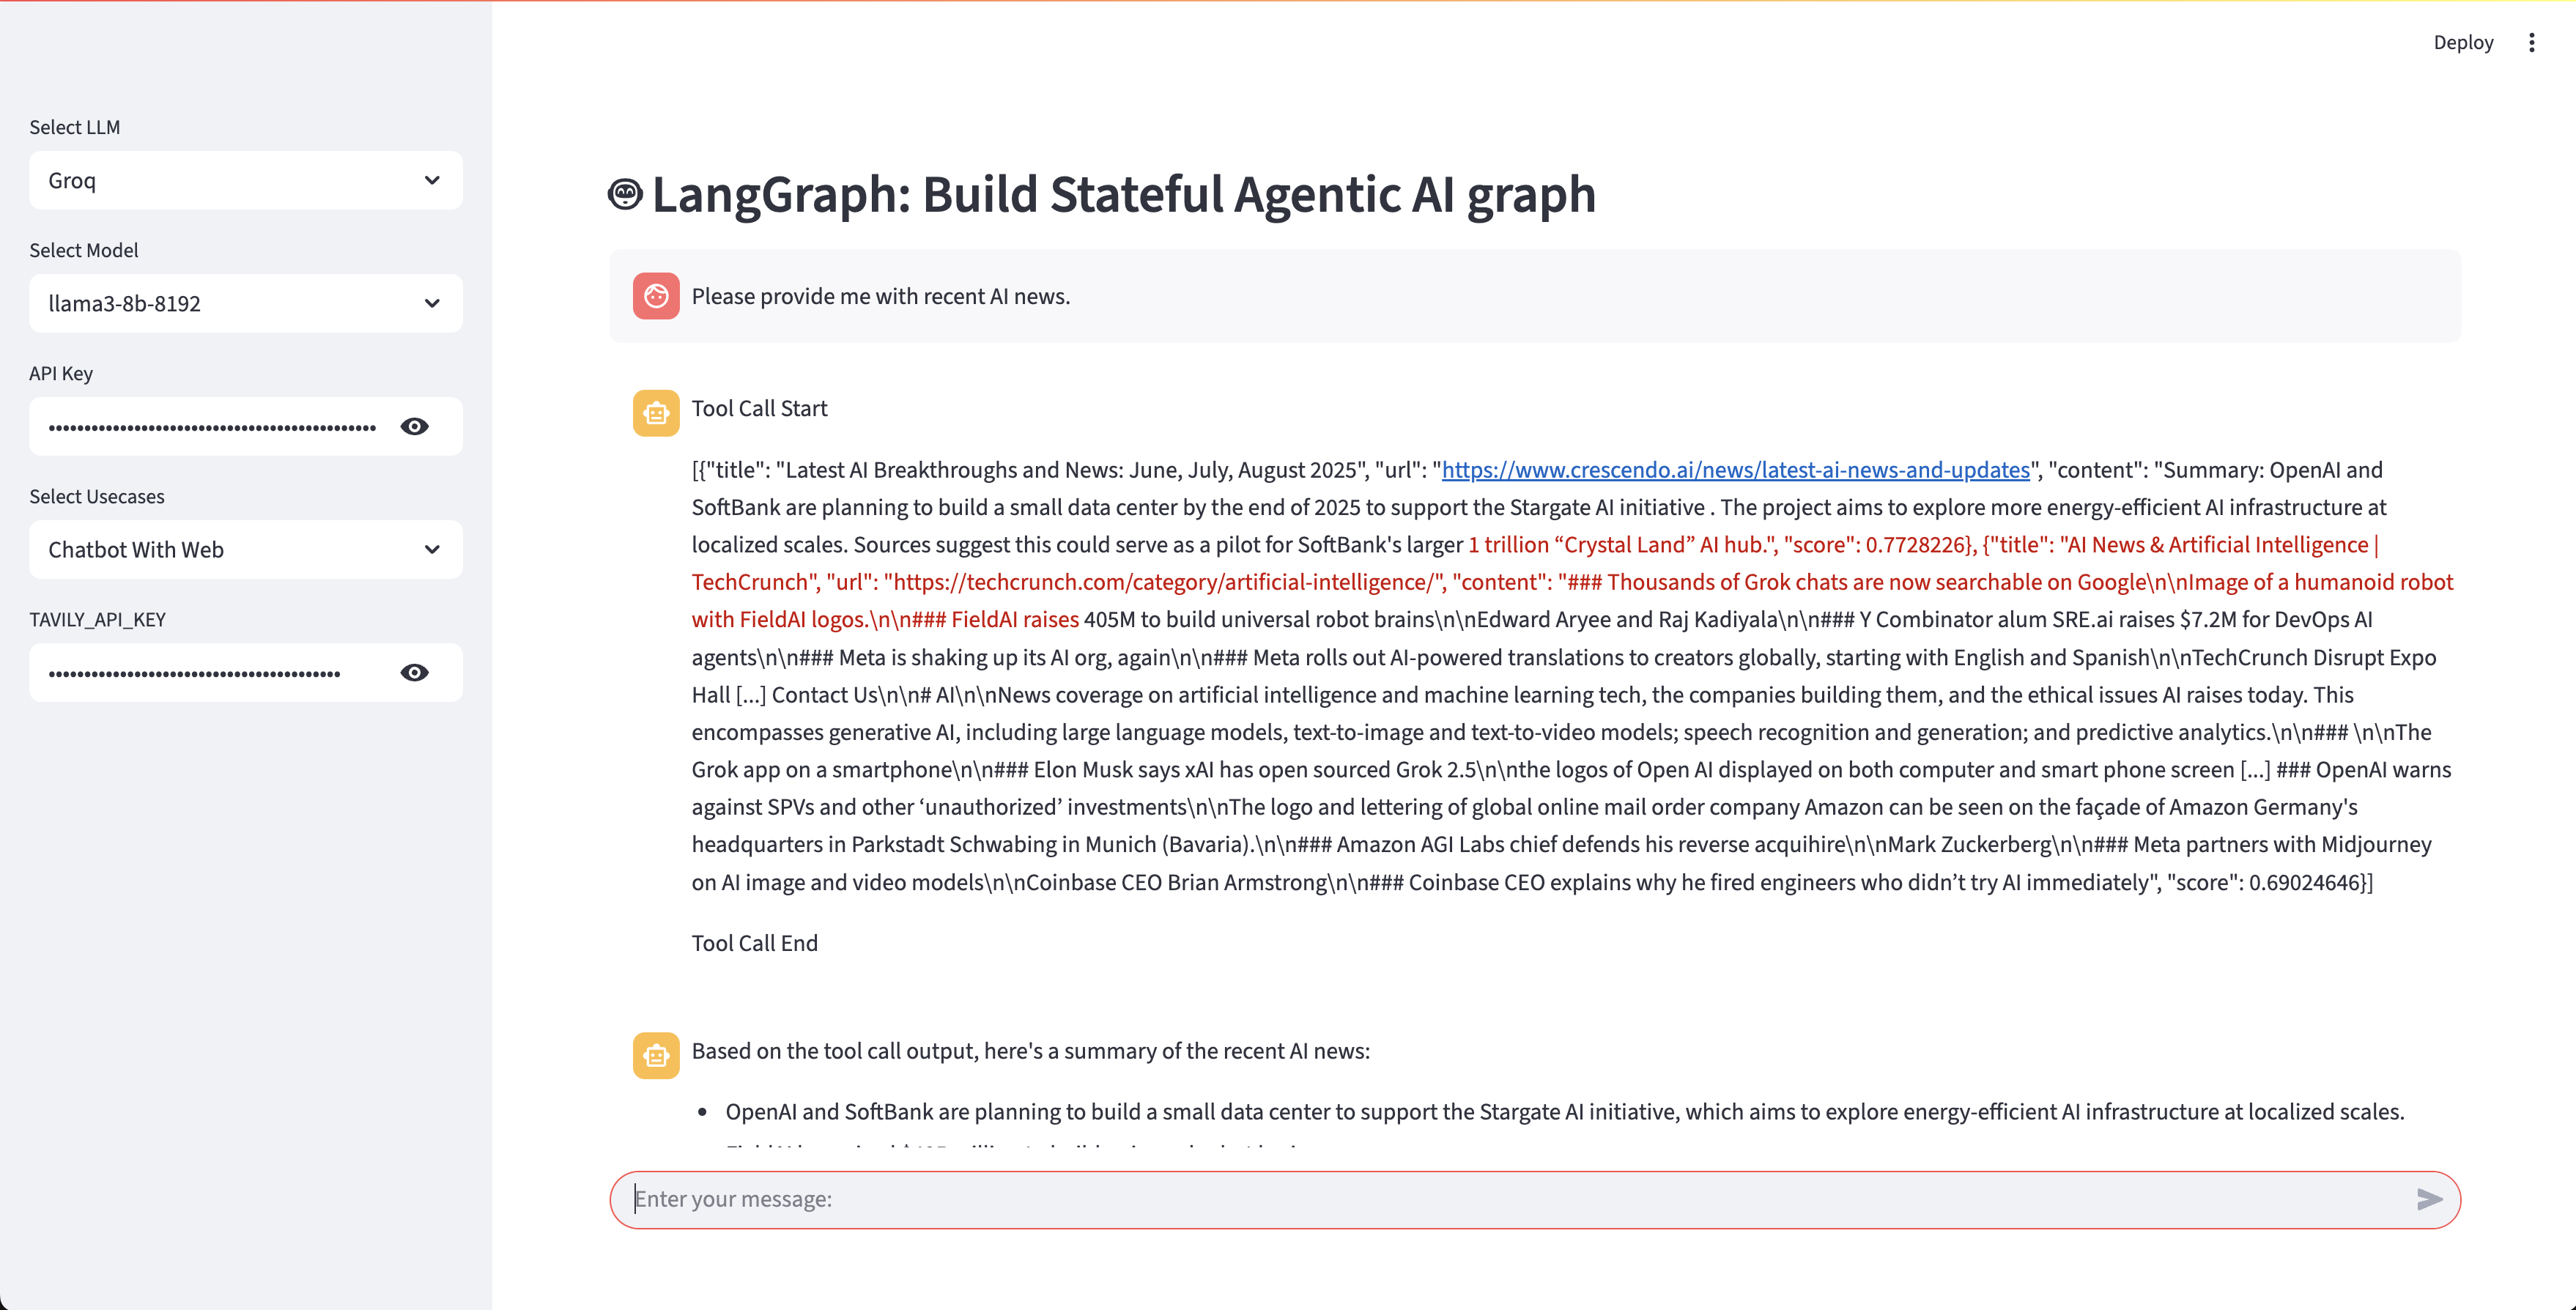 Deploy
Select LLM
Groq
Select Model
llama3-8b-8192
API Key
Select Usecases
Chatbot With Web
TAVILY_API_KEY
LangGraph: Build Stateful Agentic AI graph
Please provide me with recent AI news.
Tool Call Start
[{"title": "Latest AI Breakthroughs and News: June, July, August 2025", "url": "https://www.crescendo.ai/news/latest-ai-news-and-updates", "content": "Summary: OpenAI and
SoftBank are planning to build a small data center by the end of 2025 to support the Stargate AI initiative . The project aims to explore more energy-efficient AI infrastructure at
localized scales. Sources suggest this could serve as a pilot for SoftBank's larger 1 trillion “Crystal Land” AI hub.", "score": 0.7728226}, {"title": "AI News & Artificial Intelligence |
TechCrunch", "url": "https://techcrunch.com/category/artificial-intelligence/", "content": "### Thousands of Grok chats are now searchable on Google\n\nImage of a humanoid robot
with FieldAI logos.\n\n### FieldAI raises 405M to build universal robot brains\n\nEdward Aryee and Raj Kadiyala\n\n### Y Combinator alum SRE.ai raises $7.2M for DevOps AI
agents\n\n### Meta is shaking up its AI org, again\n\n### Meta rolls out AI-powered translations to creators globally, starting with English and Spanish\n\nTechCrunch Disrupt Expo
Hall [...] Contact Us\n\n# AI\n\nNews coverage on artificial intelligence and machine learning tech, the companies building them, and the ethical issues AI raises today. This
encompasses generative AI, including large language models, text-to-image and text-to-video models; speech recognition and generation; and predictive analytics.\n\n### \n\nThe
Grok app on a smartphone\n\n### Elon Musk says xAI has open sourced Grok 2.5\n\nthe logos of Open AI displayed on both computer and smart phone screen [...] ### OpenAI warns
against SPVs and other ‘unauthorized’ investments\n\nThe logo and lettering of global online mail order company Amazon can be seen on the façade of Amazon Germany's
headquarters in Parkstadt Schwabing in Munich (Bavaria).\n\n### Amazon AGI Labs chief defends his reverse acquihire\n\nMark Zuckerberg\n\n### Meta partners with Midjourney
on AI image and video models\n\nCoinbase CEO Brian Armstrong\n\n### Coinbase CEO explains why he fired engineers who didn’t try AI immediately", "score": 0.69024646}]
Tool Call End
Based on the tool call output, here's a summary of the recent AI news:
• OpenAI and SoftBank are planning to build a small data center to support the Stargate AI initiative, which aims to explore energy-efficient AI infrastructure at localized scales.
Enter your message: